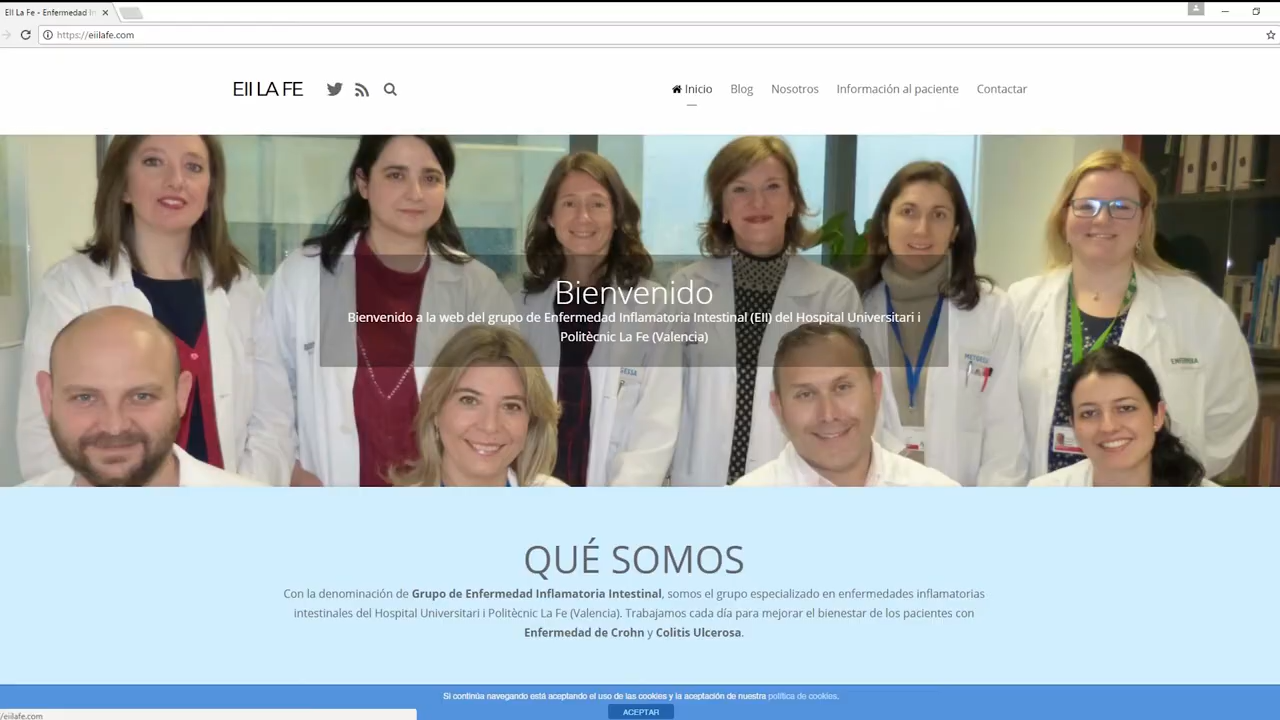 EII La Fe - Enfermedad In
https://eiilafe.com
EII LA FE
Inicio
Blog
Nosotros
Información al paciente
Contactar
Bienvenido
Bienvenido a la web del grupo de Enfermedad Inflamatoria Intestinal (EII) del Hospital Universitari i
Politècnic La Fe (Valencia)
QUÉ SOMOS
Con la denominación de Grupo de Enfermedad Inflamatoria Intestinal, somos el grupo especializado en enfermedades inflamatorias
intestinales del Hospital Universitari i Politècnic La Fe (Valencia). Trabajamos cada día para mejorar el bienestar de los pacientes con
Enfermedad de Crohn y Colitis Ulcerosa.
Si continúa navegando está aceptando el uso de las cookies y la aceptación de nuestra política de cookies.
ACEPTAR
/eiilafe.com